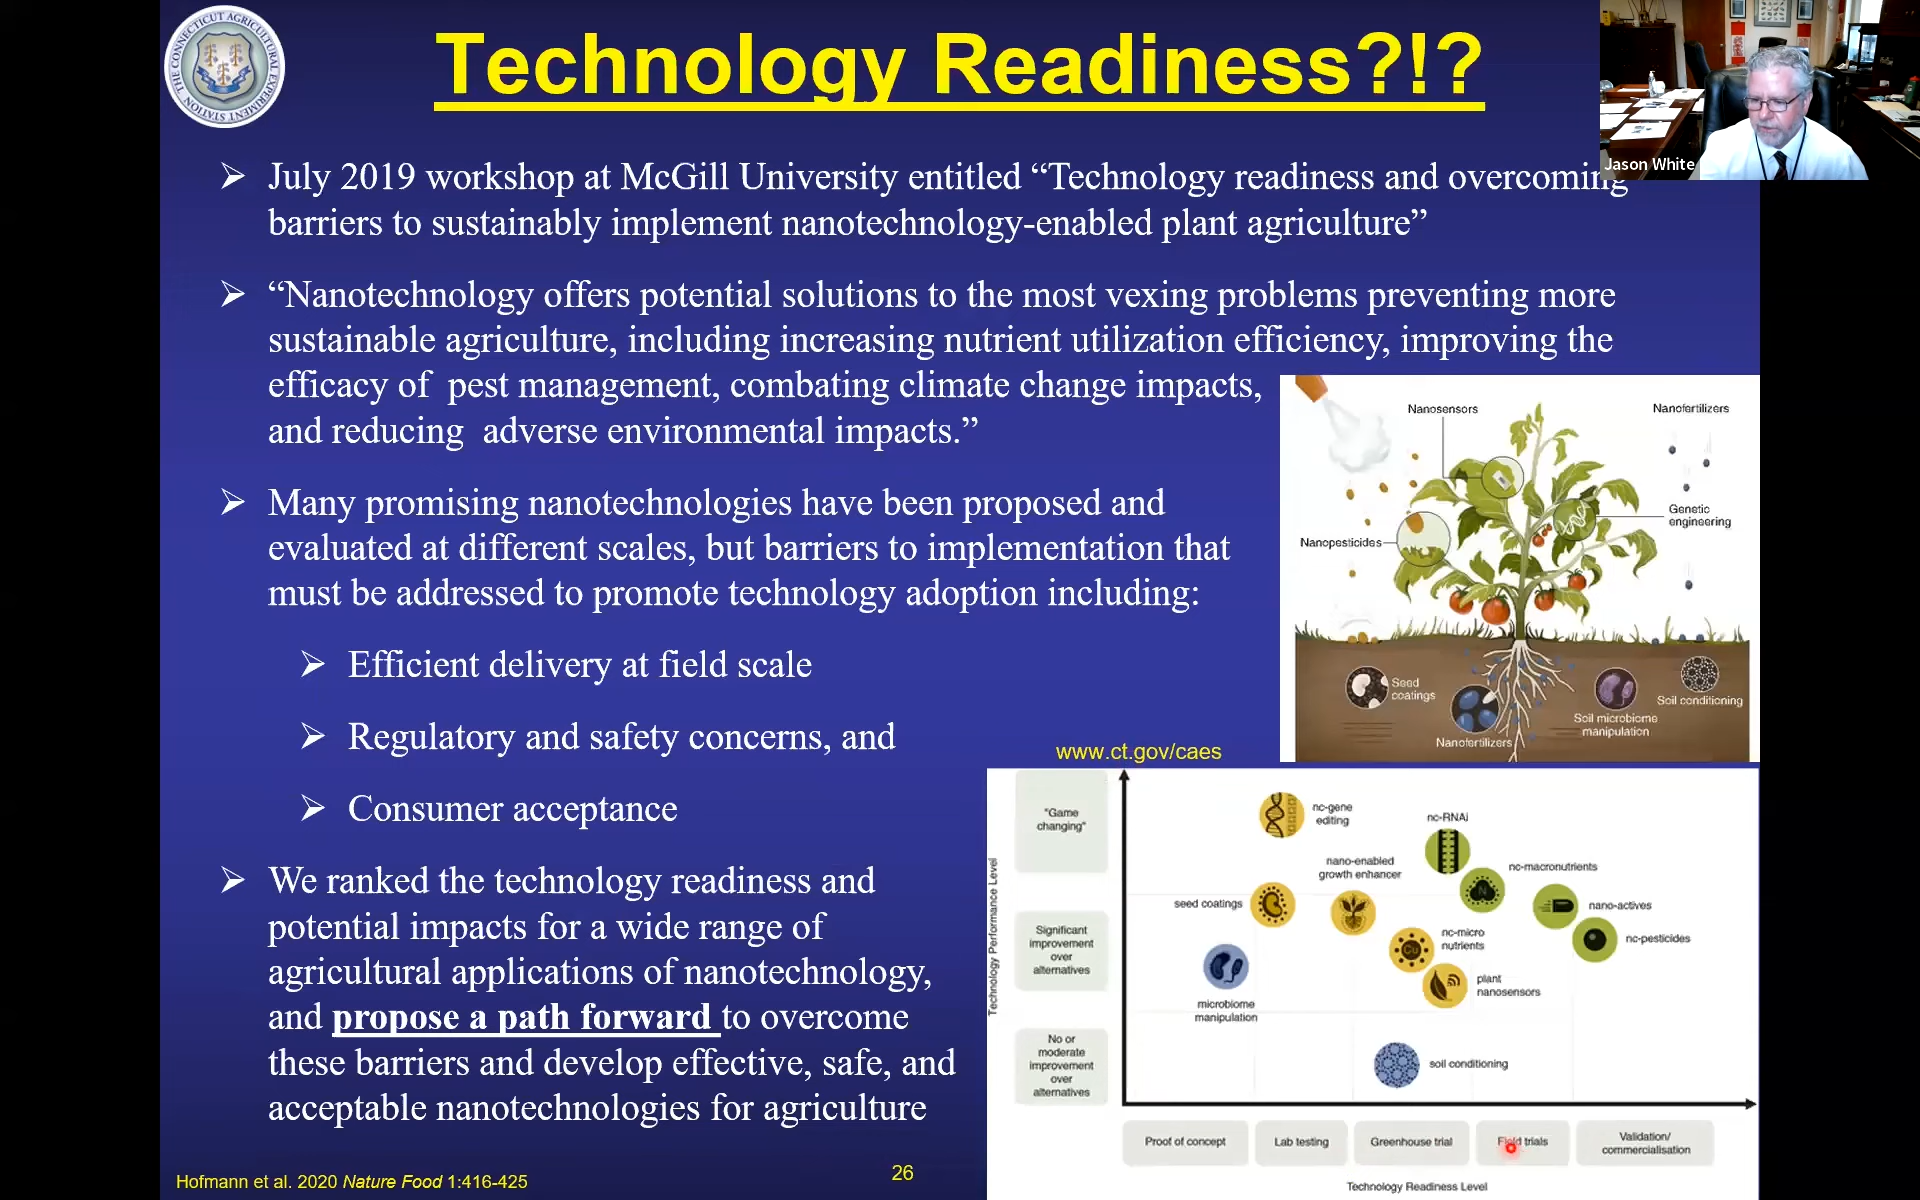 THE CONNECTICUT AGRICULTURAL EXPERIMENT STATION
Technology Readiness?!?
Jason White
➢ July 2019 workshop at McGill University entitled “Technology readiness and overcoming
barriers to sustainably implement nanotechnology-enabled plant agriculture”
➢ “Nanotechnology offers potential solutions to the most vexing problems preventing more
sustainable agriculture, including increasing nutrient utilization efficiency, improving the
efficacy of pest management, combating climate change impacts,
and reducing adverse environmental impacts.”
➢ Many promising nanotechnologies have been proposed and
evaluated at different scales, but barriers to implementation that
must be addressed to promote technology adoption including:
➢ Efficient delivery at field scale
➢ Regulatory and safety concerns, and
➢ Consumer acceptance
➢ We ranked the technology readiness and
potential impacts for a wide range of
agricultural applications of nanotechnology,
and propose a path forward to overcome
these barriers and develop effective, safe, and
acceptable nanotechnologies for agriculture
Hofmann et al. 2020 Nature Food 1:416-425
26
www.ct.gov/caes
Nanosensors
Nanofertilizers
Genetic
engineering
Nanopesticides
Seed
coatings
Nanofertilizers
Soil microbiome
manipulation
Soil conditioning
Technology Performance Level
"Game
changing"
Significant
improvement
over
alternatives
No or
moderate
improvement
over
alternatives
nc-gene
editing
nc-RNAi
nano-enabled
growth enhancer
nc-macronutrients
N
seed coatings
nano-actives
nc-micro
nutrients
Cu
nc-pesticides
plant
nanosensors
microbiome
manipulation
soil conditioning
Proof of concept
Lab testing
Greenhouse trial
Field trials
Validation/
commercialisation
Technology Readiness Level